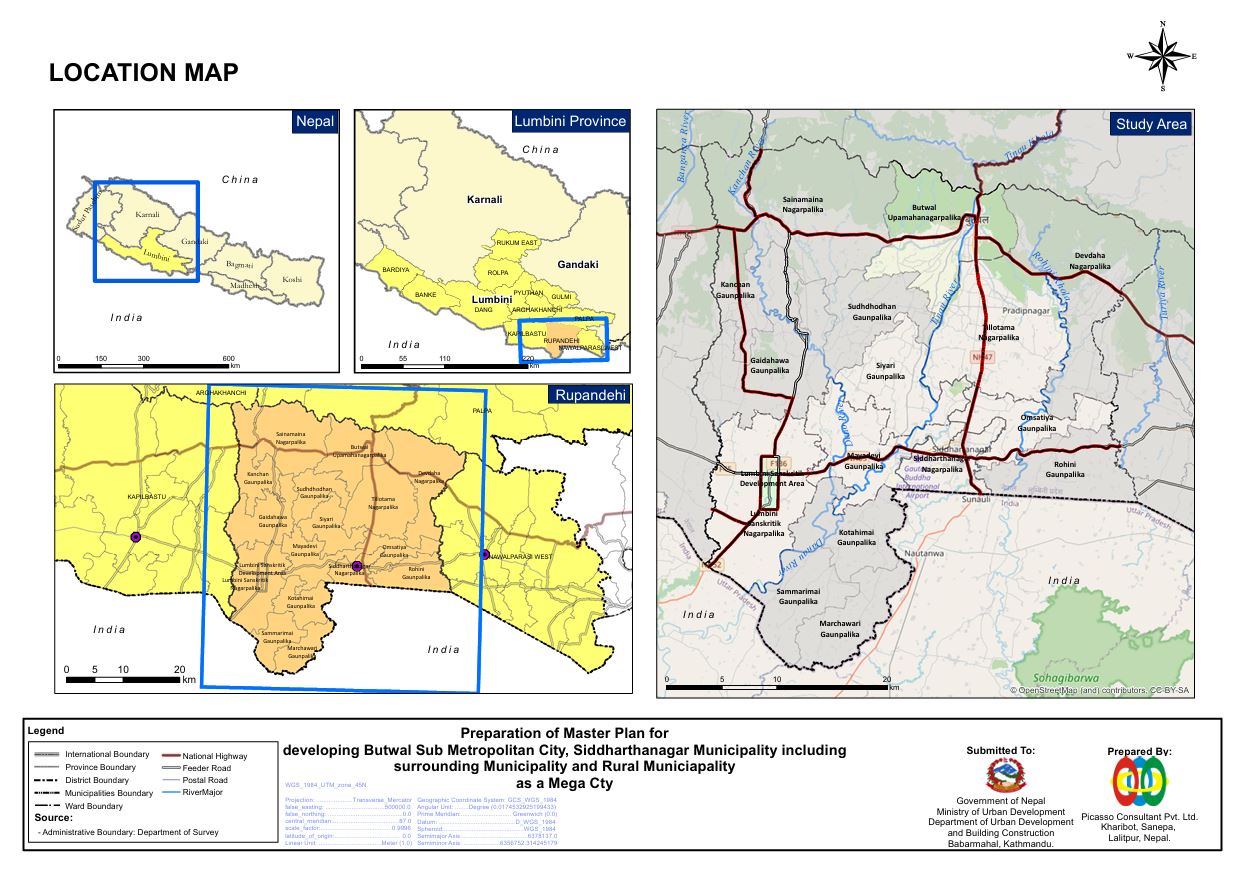 LOCATION MAP
N
W
E
S
Nepal
China
Karnali
Gandaki
Lumbini
Bagmati
Madhesh
Koshi
India
0 150 300 600
km
Lumbini Province
China
Karnali
RUKUM EAST
Gandaki
BARDIYA
ROLPA
BANKE
Lumbini
PYUTHAN
GULMI
DANG
ARGHAKHANCHI
PALPA
KAPILBASTU
RUPANDEHI
NAWALPARASI WEST
India
0 55 110 220
km
Rupandehi
ARGHAKHANCHI
PALPA
Sainamaina
Nagarpalika
Butwal
Upamahanagarpalika
Kanchan
Gaunpalika
Devdaha
Nagarpalika
KAPILBASTU
Sudhdhodhan
Gaunpalika
Tillotama
Nagarpalika
Gaidahawa
Gaunpalika
Siyari
Gaunpalika
Mayadevi
Gaunpalika
Omsatiya
Gaunpalika
NAWALPARASI WEST
Lumbini Sanskritik
Development Area
Siddharthanagar
Nagarpalika
Rohini
Gaunpalika
Lumbini Sanskritik
Nagarpalika
Kotahimai
Gaunpalika
India
Sammarimai
Gaunpalika
Marchawari
Gaunpalika
India
0 5 10 20
km
Study Area
Banganga River
Kanchan River
Tinau Khola
Sainamaina
Nagarpalika
Butwal
Upamahanagarpalika
Devdaha
Nagarpalika
Rohini Khola
Kanchan
Gaunpalika
Sudhdhodhan
Gaunpalika
Tinau River
Pradipnagar
Tillotama
Nagarpalika
NH47
Gaidahawa
Gaunpalika
Siyari
Gaunpalika
Omsatiya
Gaunpalika
Mayadevi
Gaunpalika
Siddharthanagar
Nagarpalika
Rohini
Gaunpalika
Gautam
Buddha
International
Airport
Lumbini Sanskritik
Development Area
Sunauli
India
Uttar Pradesh
Lumbini
Sanskritik
Nagarpalika
Kotahimai
Gaunpalika
Nautanwa
India
Uttar Pradesh
India
Sammarimai
Gaunpalika
India
Marchawari
Gaunpalika
Sohagibarwa
© OpenStreetMap (and) contributors, CC-BY-SA
0 10 20
km
Legend
International Boundary
Province Boundary
District Boundary
Municipalities Boundary
Ward Boundary
National Highway
Feeder Road
Postal Road
RiverMajor
Source:
- Administrative Boundary: Department of Survey
Preparation of Master Plan for
developing Butwal Sub Metropolitan City, Siddharthanagar Municipality including
surrounding Municipality and Rural Municiapality
as a Mega Cty
WGS_1984_UTM_zone_45N
Projection: Transverse_Mercator
false_easting: 500000.0
false_northing: 0.0
central_meridian: 87.0
scale_factor: 0.9996
latitude_of_origin: 0.0
Linear Unit: Meter (1.0)
Geographic Coordinate System: GCS_WGS_1984
Angular Unit: Degree (0.0174532925199433)
Prime Meridian: Greenwich (0.0)
Datum: D_WGS_1984
Spheroid: WGS_1984
Semimajor Axis: 6378137.0
Semiminor Axis: 6356752.314245179
Submitted To:
Government of Nepal
Ministry of Urban Development
Department of Urban Development
and Building Construction
Babarmahal, Kathmandu.
Prepared By:
Picasso Consultant Pvt. Ltd.
Kharibot, Sanepa,
Lalitpur, Nepal.